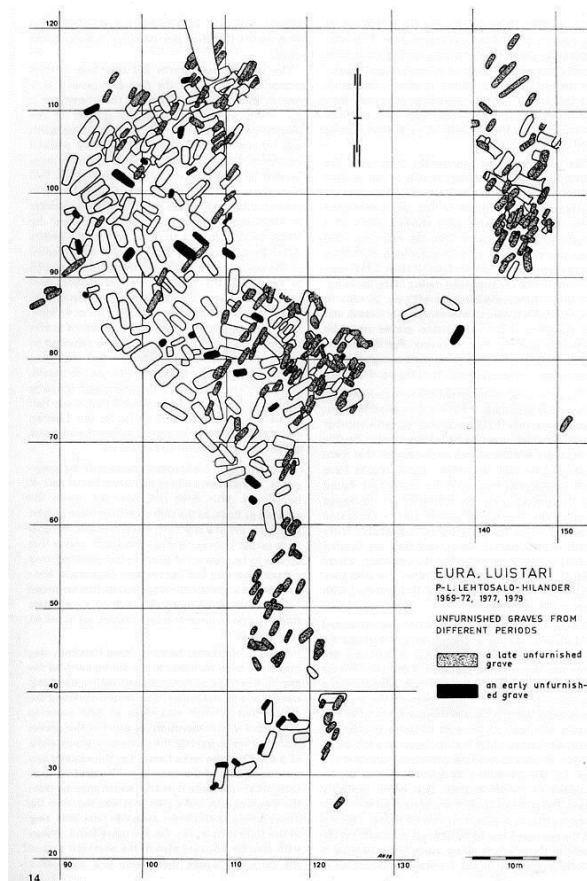 120
110
100
90
80
70
60
50
40
30
90
100
110
120
130
140
150
EURA, LUISTARI
P-L. LEHTOSALO-HILANDER
1969-72, 1977, 1979
UNFURNISHED GRAVES FROM
DIFFERENT PERIODS
a late unfurnished
grave
an early unfurnish-
ed grave
10m
14